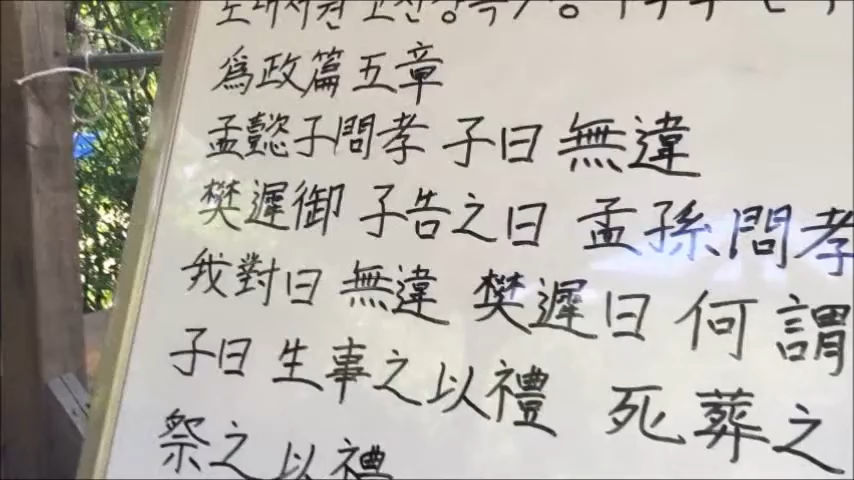 爲政篇 五章
孟懿子問孝 子曰 無違
樊遲御 子告之曰 孟孫問孝
我對曰 無違 樊遲曰 何謂
子曰 生事之以禮 死葬之
祭之以禮